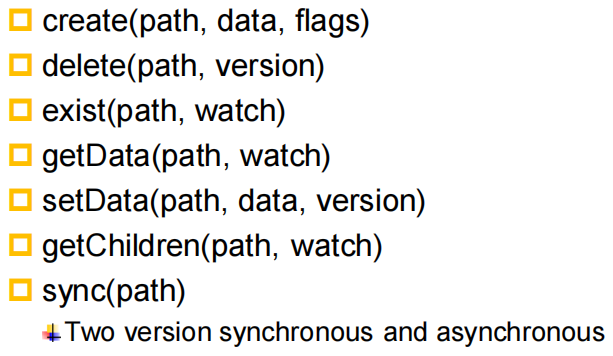 create(path, data, flags)
delete(path, version)
exist(path, watch)
getData(path, watch)
setData(path, data, version)
getChildren(path, watch)
sync(path)
Two version synchronous and asynchronous